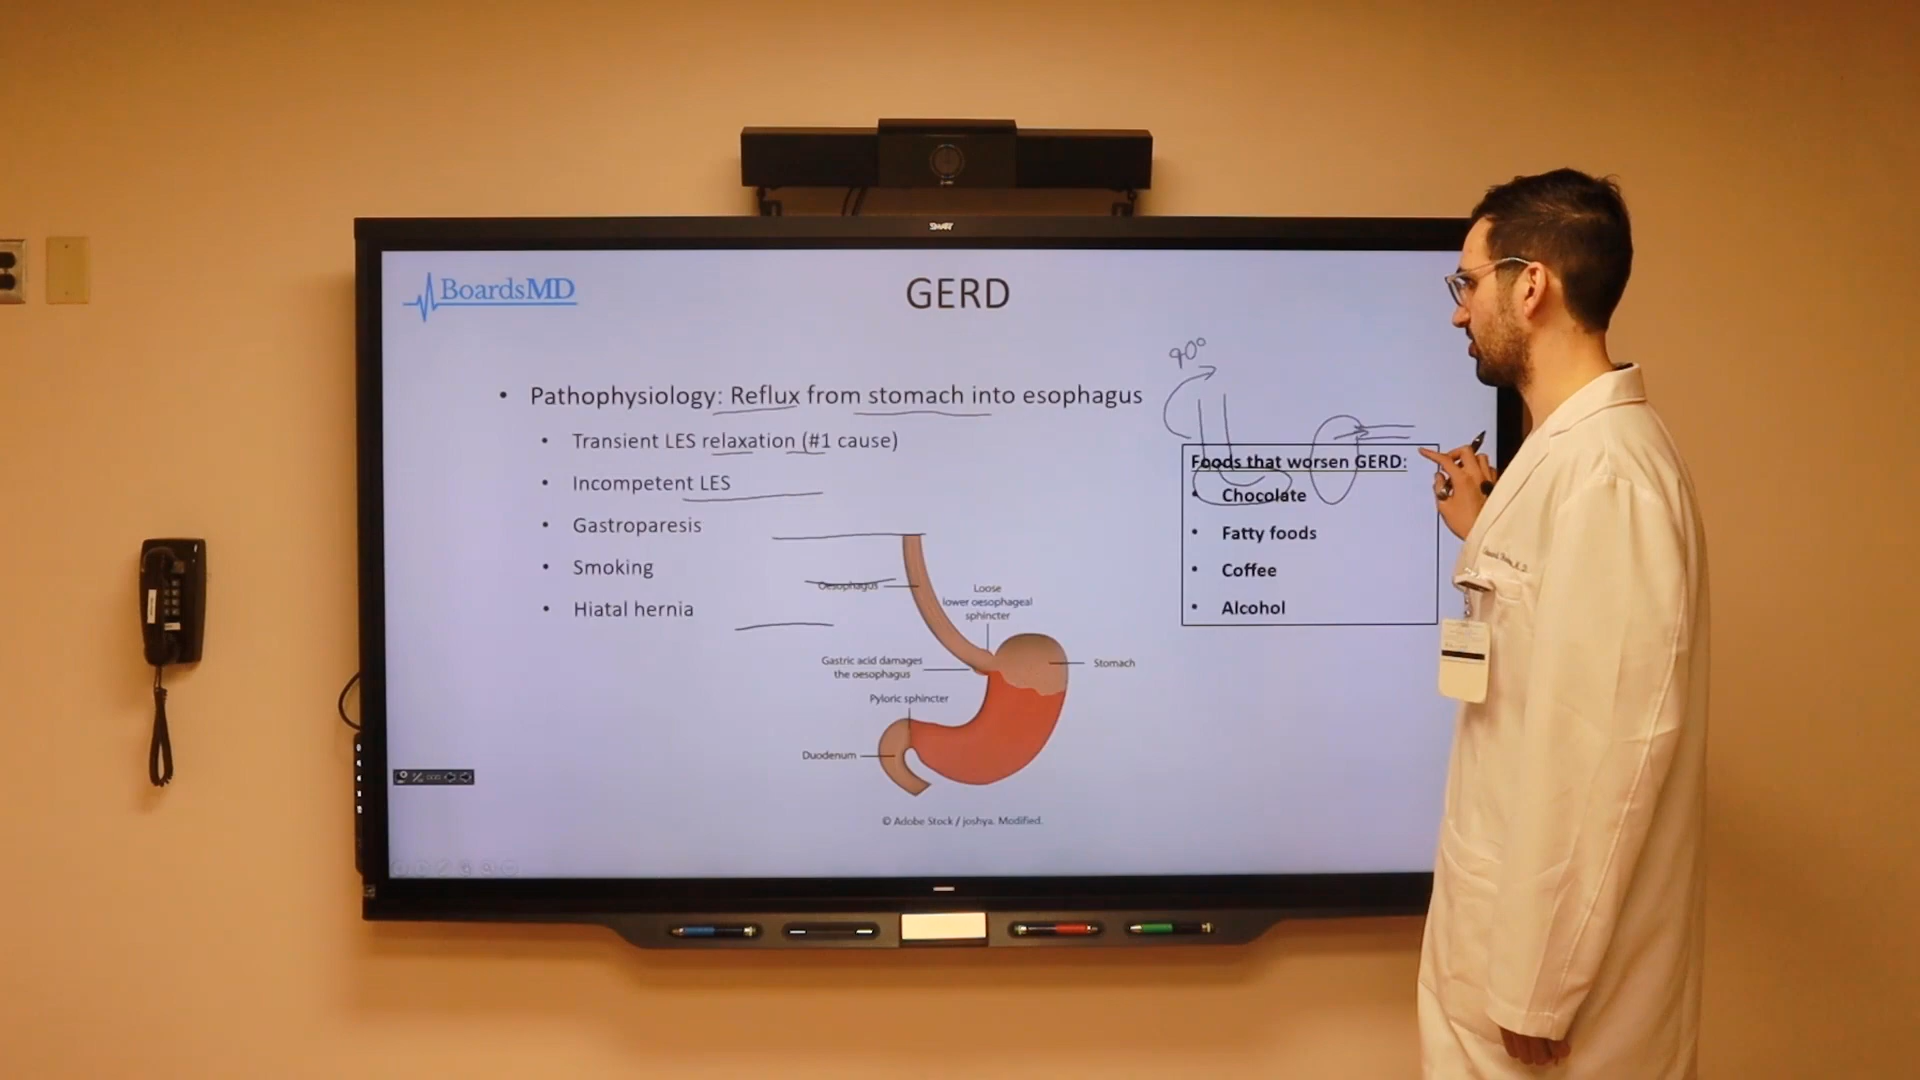 SMART
BoardsMD
GERD
90°
• Pathophysiology: Reflux from stomach into esophagus
• Transient LES relaxation (#1 cause)
• Incompetent LES
• Gastroparesis
• Smoking
• Hiatal hernia
Foods that worsen GERD:
• Chocolate
• Fatty foods
• Coffee
• Alcohol
Oesophagus
Loose
lower oesophageal
sphincter
Gastric acid damages
the oesophagus
Stomach
Pyloric sphincter
Duodenum
© Adobe Stock / joshya. Modified.